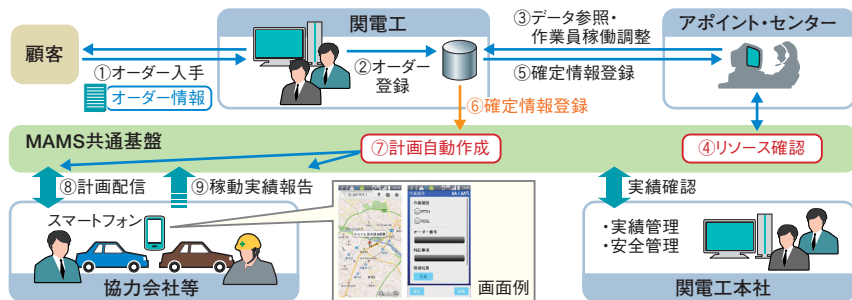 関電工
③データ参照・
作業員稼働調整
アポイント・センター
顧客
①オーダー入手
オーダー情報
②オーダー
登録
⑤確定情報登録
⑥確定情報登録
MAMS共通基盤
⑦計画自動作成
④リソース確認
⑧計画配信
⑨稼動実績報告
実績確認
スマートフォン
・実績管理
・安全管理
オーダー番号
画面例
協力会社等
関電工本社